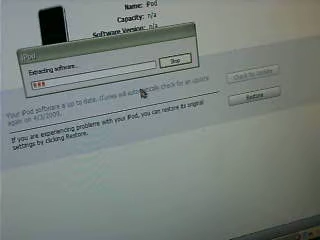 Name: iPod
Capacity: n/a
Software Version: n/a
iPod
Extracting software...
Stop
Your iPod software is up to date. iTunes will automatically check for an update
again on 4/3/2009.
Check for Update
If you are experiencing problems with your iPod, you can restore its original
settings by clicking Restore.
Restore